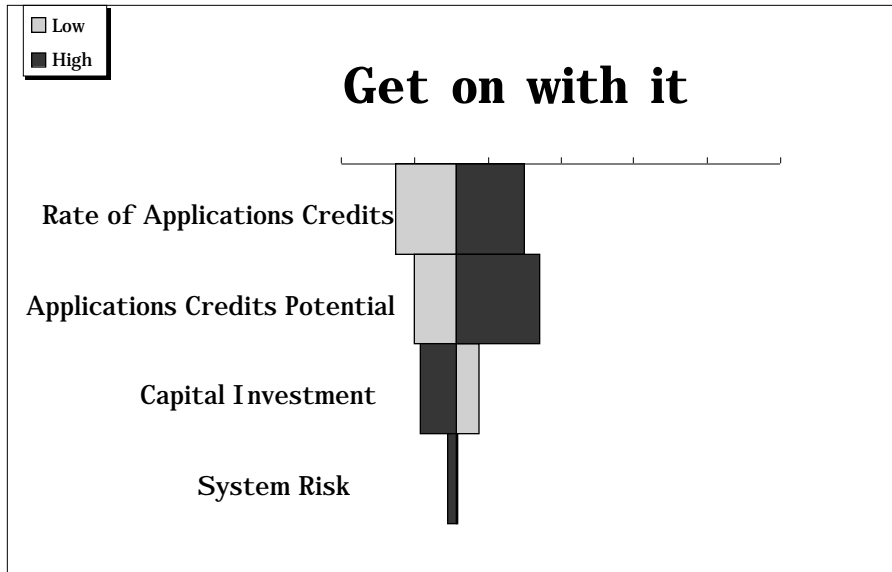 Low
High
Get on with it
Rate of Applications Credits
Applications Credits Potential
Capital Investment
System Risk